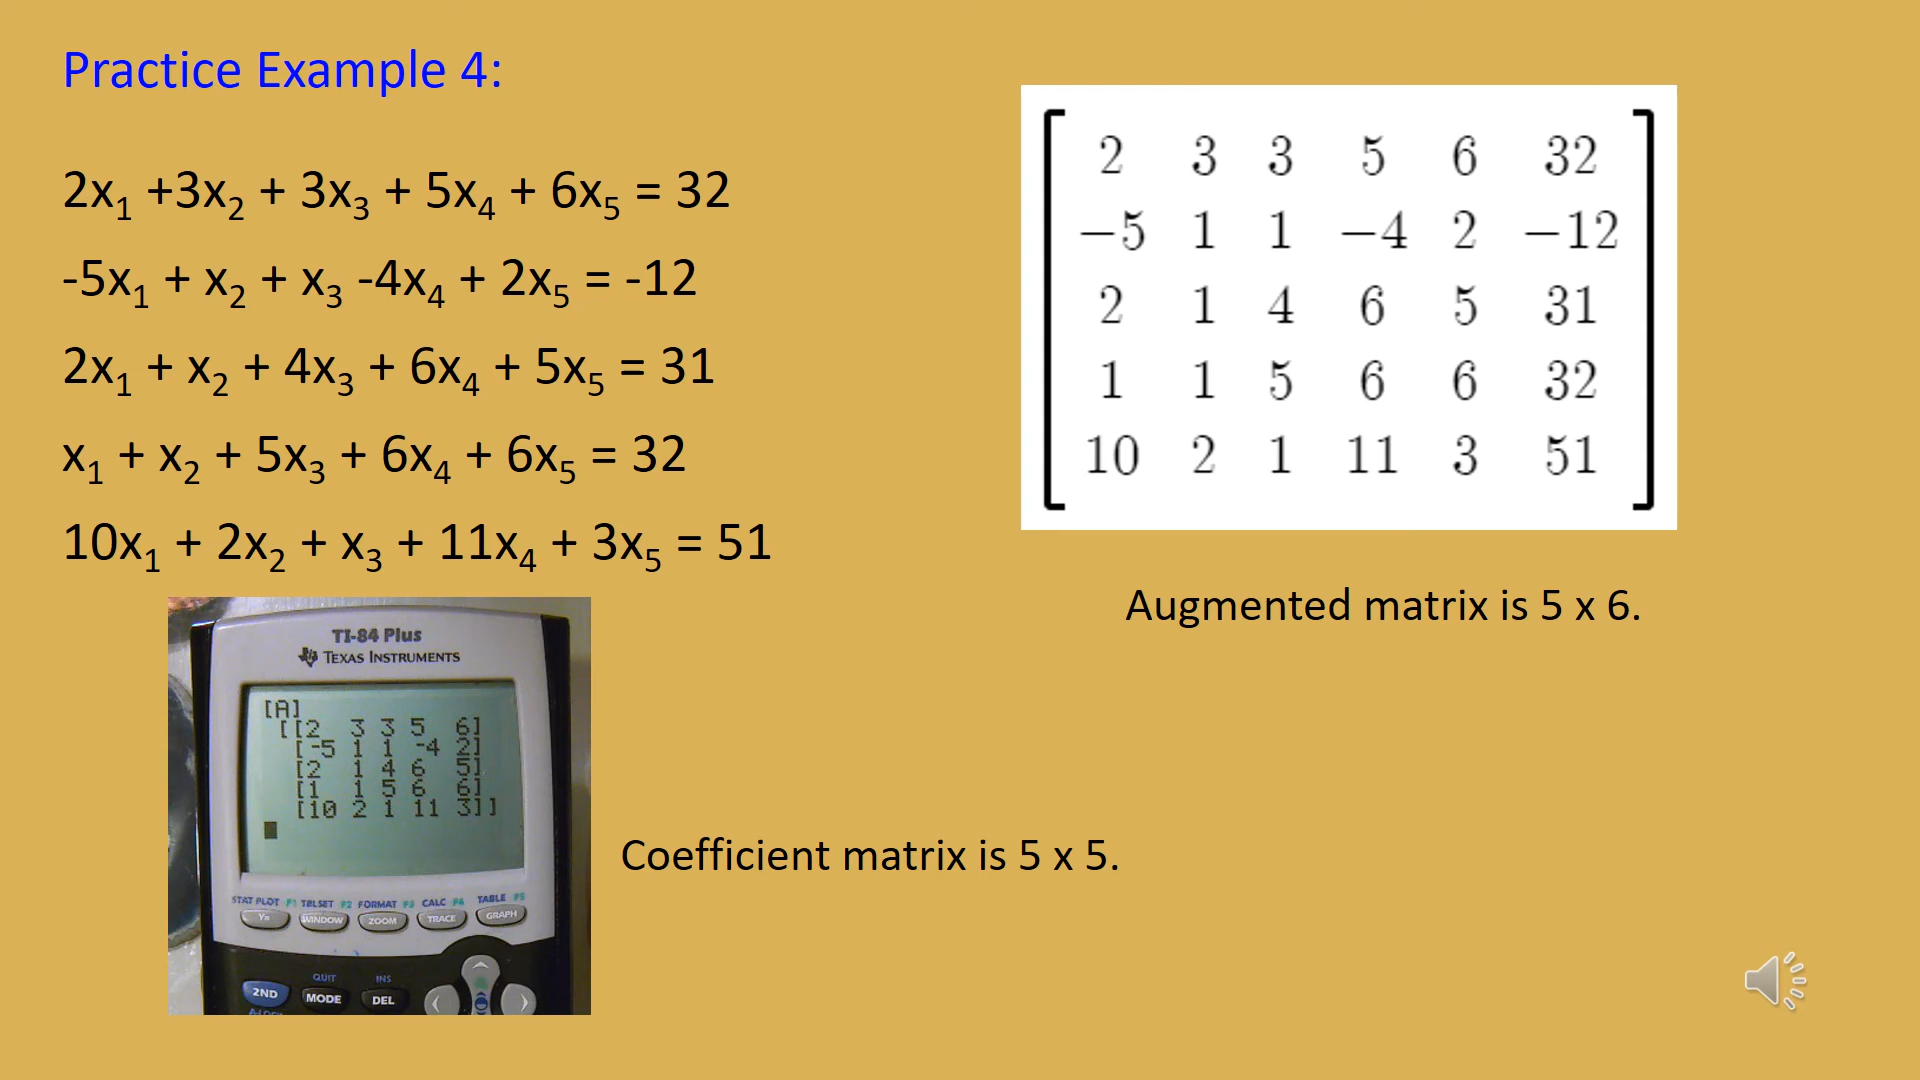 Practice Example 4:
2x₁ +3x₂ + 3x₃ + 5x₄ + 6x₅ = 32
-5x₁ + x₂ + x₃ -4x₄ + 2x₅ = -12
2x₁ + x₂ + 4x₃ + 6x₄ + 5x₅ = 31
x₁ + x₂ + 5x₃ + 6x₄ + 6x₅ = 32
10x₁ + 2x₂ + x₃ + 11x₄ + 3x₅ = 51
2 3 3 5 6 32
−5 1 1 −4 2 −12
2 1 4 6 5 31
1 1 5 6 6 32
10 2 1 11 3 51
Augmented matrix is 5 x 6.
TI-84 Plus
TEXAS INSTRUMENTS
[A]
[[2 3 3 5 6]
[-5 1 1 -4 2]
[2 1 4 6 5]
[1 1 5 6 6]
[10 2 1 11 3]]
STAT PLOT F1 TBLSET F2 FORMAT F3 CALC F4 TABLE F5
Y= WINDOW ZOOM TRACE GRAPH
QUIT INS
2ND MODE DEL
Coefficient matrix is 5 x 5.